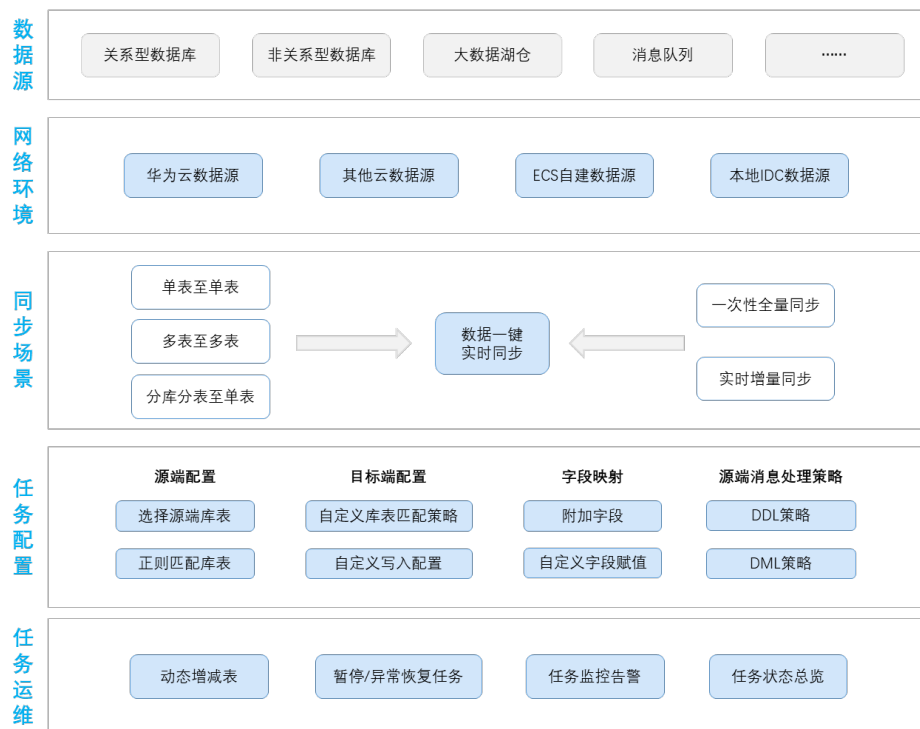 数据源
关系型数据库
非关系型数据库
大数据湖仓
消息队列
······
网络环境
华为云数据源
其他云数据源
ECS自建数据源
本地IDC数据源
同步场景
单表至单表
多表至多表
分库分表至单表
数据一键
实时同步
一次性全量同步
实时增量同步
任务配置
源端配置
目标端配置
字段映射
源端消息处理策略
选择源端库表
自定义库表匹配策略
附加字段
DDL策略
正则匹配库表
自定义写入配置
自定义字段赋值
DML策略
任务运维
动态增减表
暂停/异常恢复任务
任务监控告警
任务状态总览